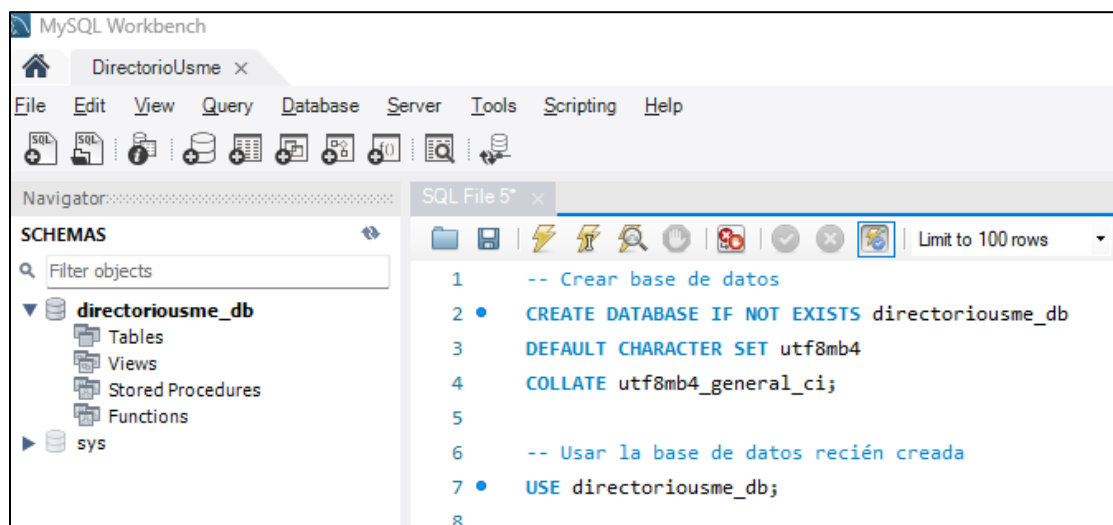 MySQL Workbench
DirectorioUsme ×
File Edit View Query Database Server Tools Scripting Help
Navigator
SCHEMAS
Filter objects
directoriousme_db
Tables
Views
Stored Procedures
Functions
sys
SQL File 5* ×
Limit to 100 rows
1 -- Crear base de datos
2 CREATE DATABASE IF NOT EXISTS directoriousme_db
3 DEFAULT CHARACTER SET utf8mb4
4 COLLATE utf8mb4_general_ci;
5
6 -- Usar la base de datos recién creada
7 USE directoriousme_db;
8